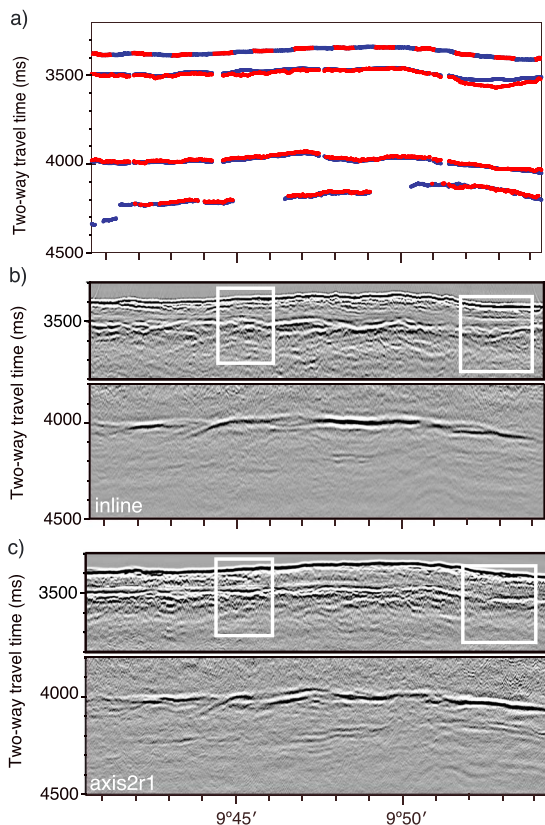 a)
Two-way travel time (ms)
3500
4000
4500
b)
Two-way travel time (ms)
3500
4000
4500
inline
c)
Two-way travel time (ms)
3500
4000
4500
axis2r1
9°45′
9°50′